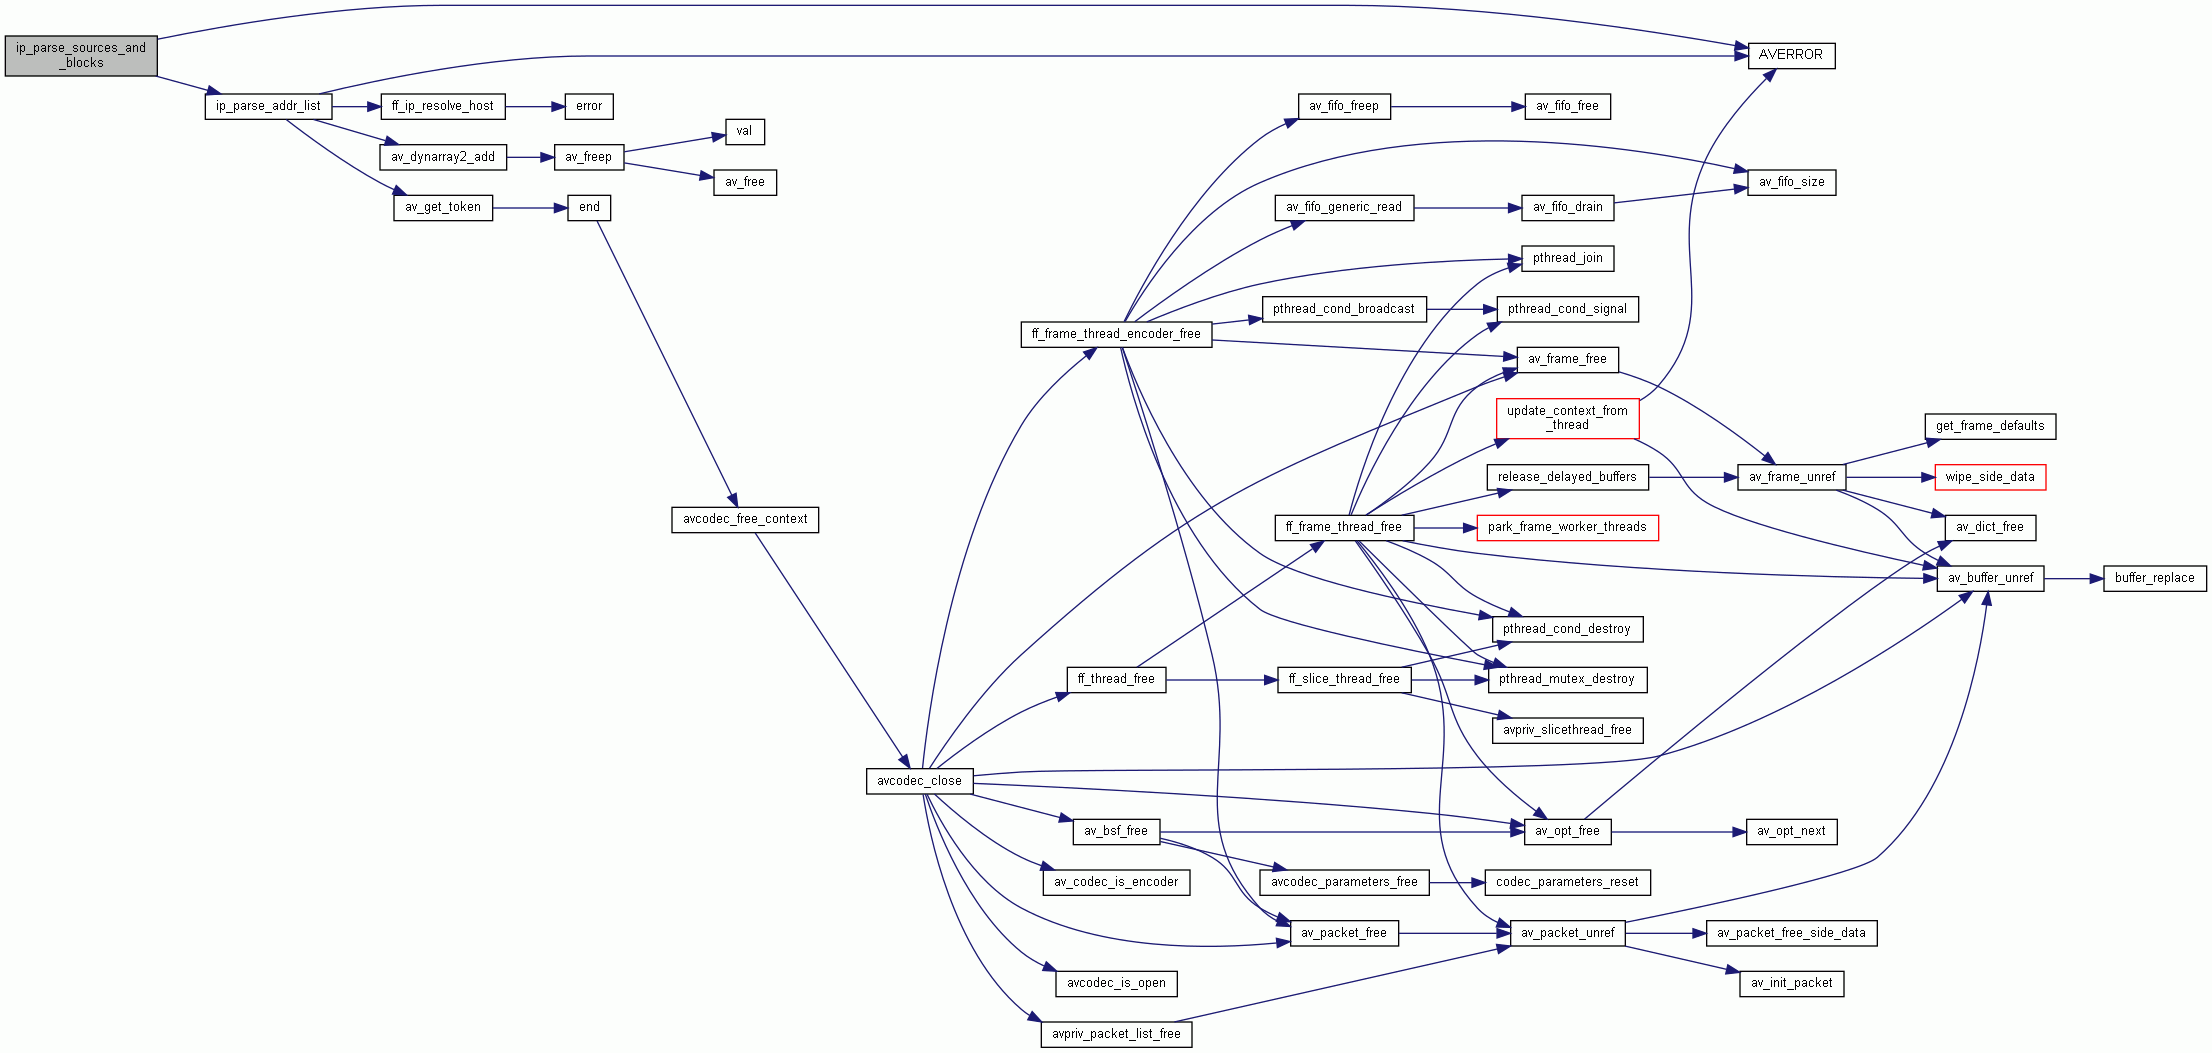 ip_parse_sources_and
_blocks
AVERROR
ip_parse_addr_list
ff_ip_resolve_host
error
av_fifo_freep
av_fifo_free
val
av_dynarray2_add
av_freep
av_free
av_fifo_size
av_get_token
end
av_fifo_generic_read
av_fifo_drain
pthread_join
pthread_cond_broadcast
pthread_cond_signal
ff_frame_thread_encoder_free
av_frame_free
update_context_from
_thread
get_frame_defaults
release_delayed_buffers
av_frame_unref
wipe_side_data
avcodec_free_context
ff_frame_thread_free
park_frame_worker_threads
av_dict_free
av_buffer_unref
buffer_replace
pthread_cond_destroy
ff_thread_free
ff_slice_thread_free
pthread_mutex_destroy
avpriv_slicethread_free
avcodec_close
av_bsf_free
av_opt_free
av_opt_next
av_codec_is_encoder
avcodec_parameters_free
codec_parameters_reset
av_packet_free
av_packet_unref
av_packet_free_side_data
avcodec_is_open
av_init_packet
avpriv_packet_list_free